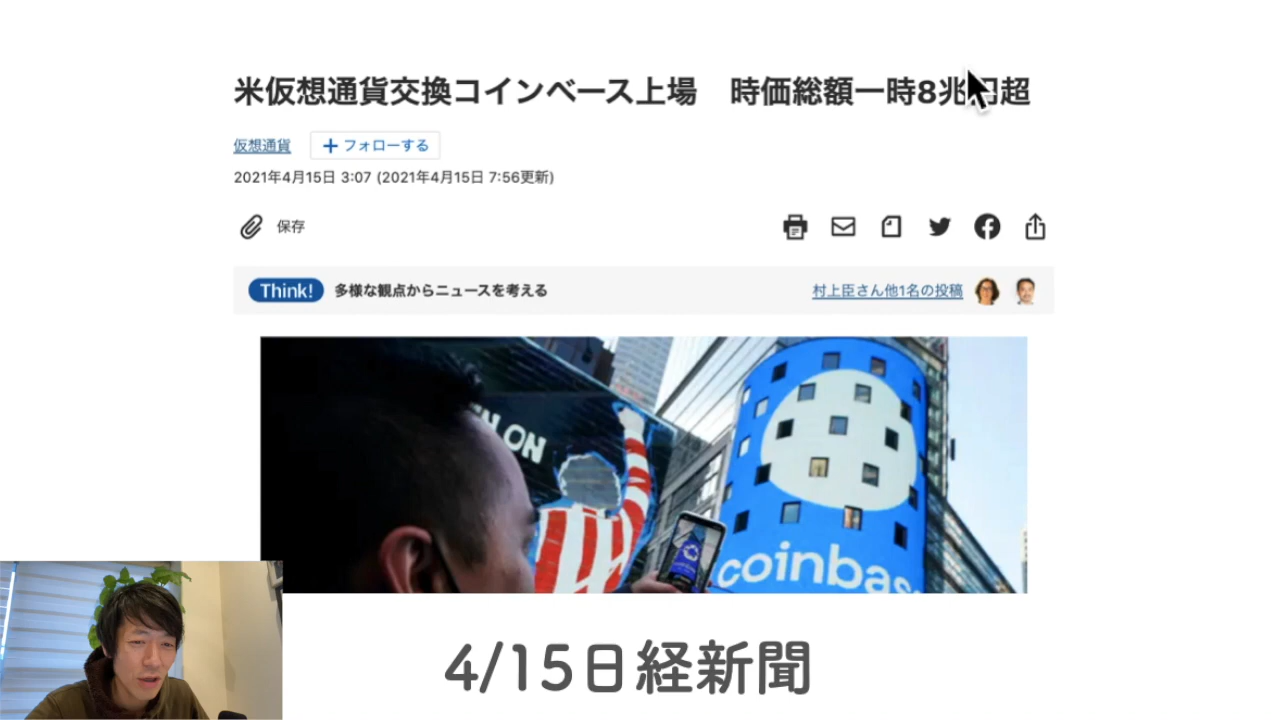 米仮想通貨交換コインベース上場　時価総額一時8兆円超
仮想通貨
+ フォローする
2021年4月15日 3:07 (2021年4月15日 7:56更新)
保存
Think! 多様な観点からニュースを考える
村上臣さん他1名の投稿
ON
coinbas
4/15日経新聞